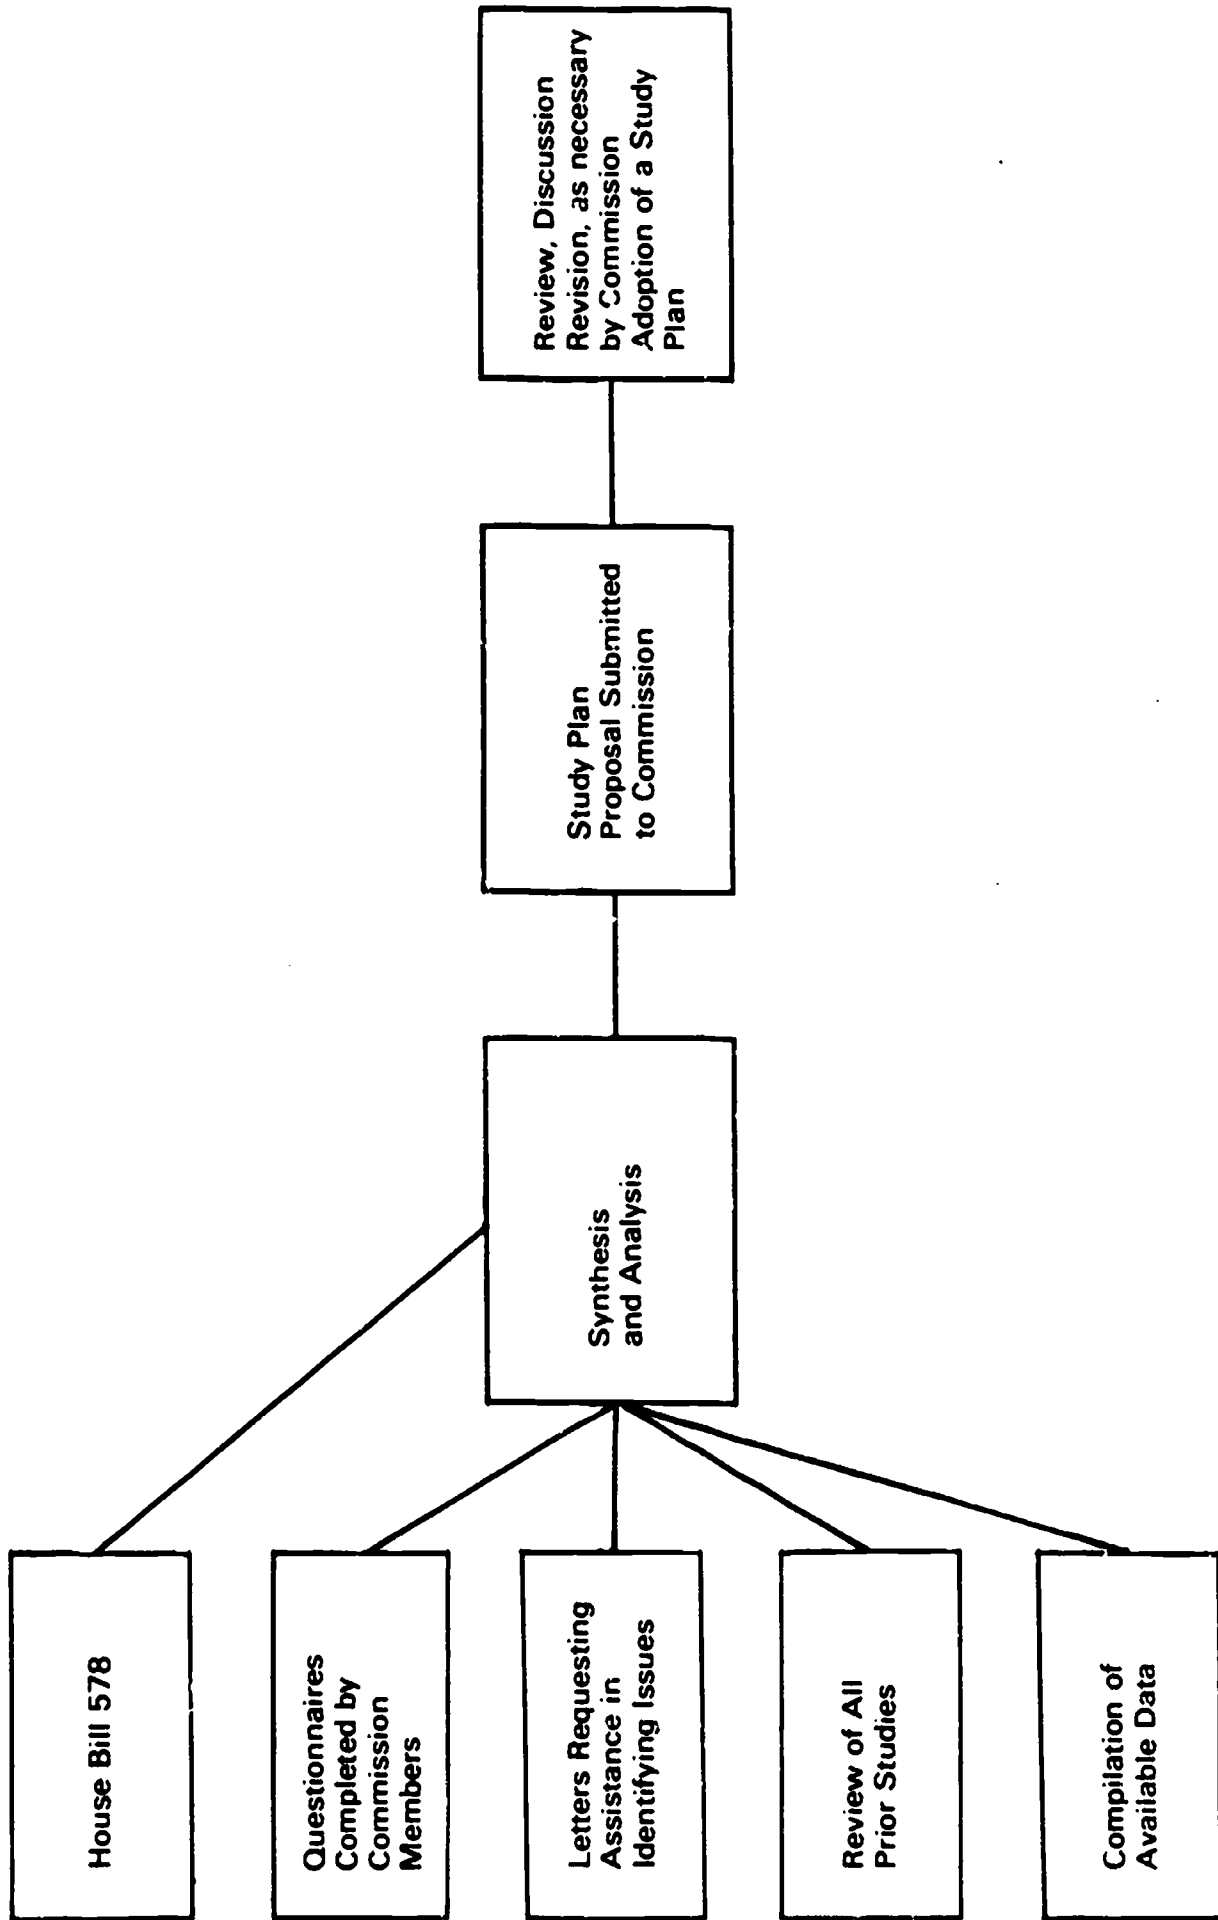 House Bill 578
Questionnaires
Completed by
Commission
Members
Letters Requesting
Assistance in
Identifying Issues
Review of All
Prior Studies
Compilation of
Available Data
Synthesis
and Analysis
Study Plan
Proposal Submitted
to Commission
Review, Discussion
Revision, as necessary
by Commission
Adoption of a Study
Plan